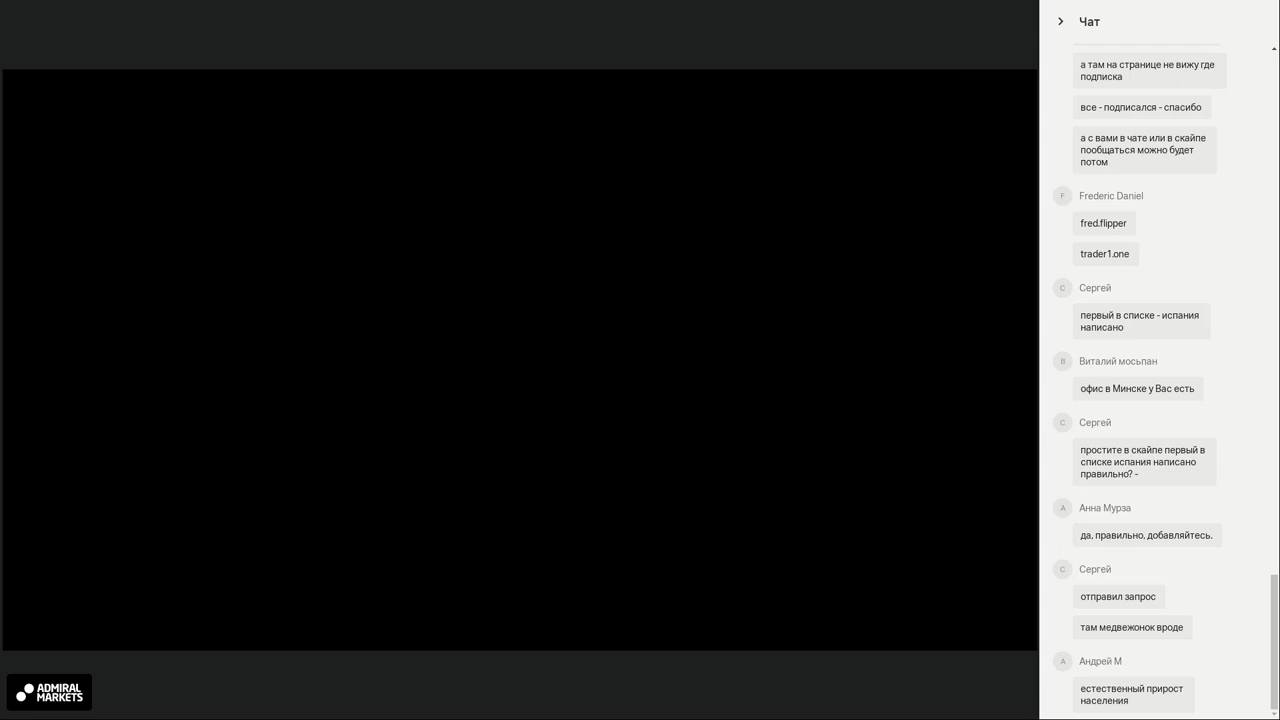 Чат
а там на странице не вижу где
подписка
все - подписался - спасибо
а с вами в чате или в скайпе
пообщаться можно будет
потом
F
Frederic Daniel
fred.flipper
trader1.one
С
Сергей
первый в списке - испания
написано
В
Виталий мосьпан
офис в Минске у Вас есть
С
Сергей
простите в скайпе первый в
списке испания написано
правильно? -
А
Анна Мурза
да, правильно, добавляйтесь.
С
Сергей
отправил запрос
там медвежонок вроде
А
Андрей М
естественный прирост
населения
ADMIRAL
MARKETS